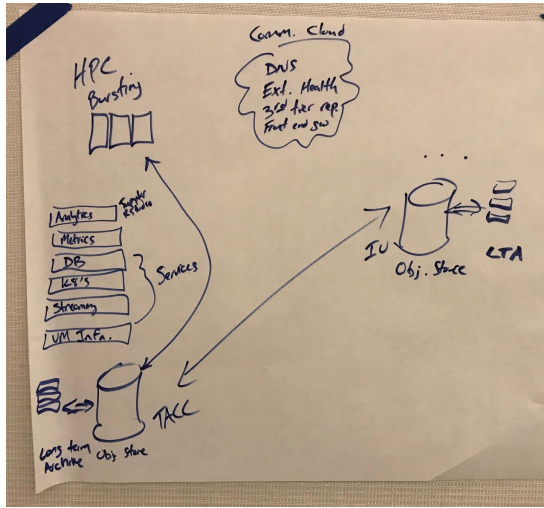 Comm. Cloud
DNS
Ext. Health
3rd tier rep.
Front end gw
HPC
Bursting
...
Analytics
Jupyter
RStudio
Metrics
DB
K8's
Streaming
VM Infra.
Services
IU
Obj. Store
LTA
TACC
Long term
Archive
Obj Store